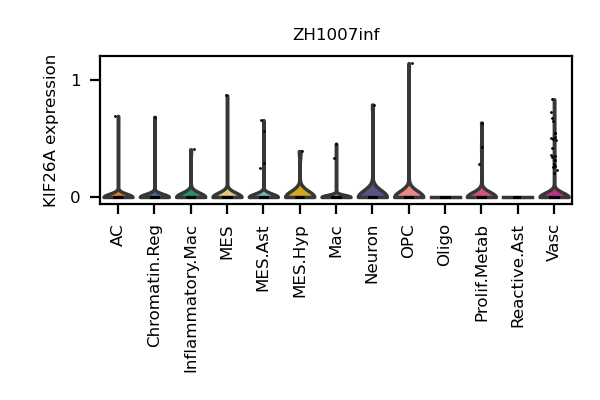 ZH1007inf
KIF26A expression
1
0
AC
Chromatin.Reg
Inflammatory.Mac
MES
MES.Ast
MES.Hyp
Mac
Neuron
OPC
Oligo
Prolif.Metab
Reactive.Ast
Vasc